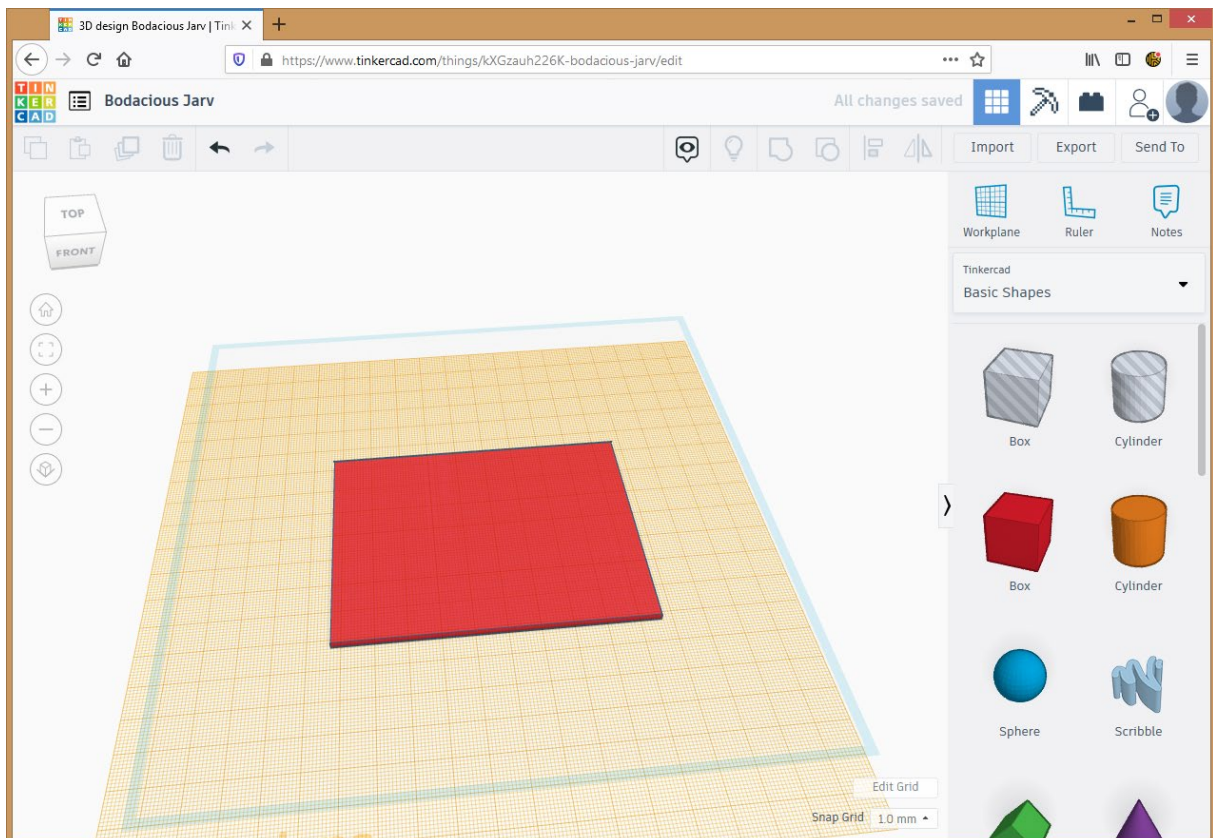 3D design Bodacious Jarv | Tink
https://www.tinkercad.com/things/kXGzauh226K-bodacious-jarv/edit
TIN
KER
CAD
Bodacious Jarv
All changes saved
Import
Export
Send To
TOP
FRONT
Workplane
Ruler
Notes
Tinkercad
Basic Shapes
Box
Cylinder
Box
Cylinder
Sphere
Scribble
Edit Grid
Snap Grid
1.0 mm